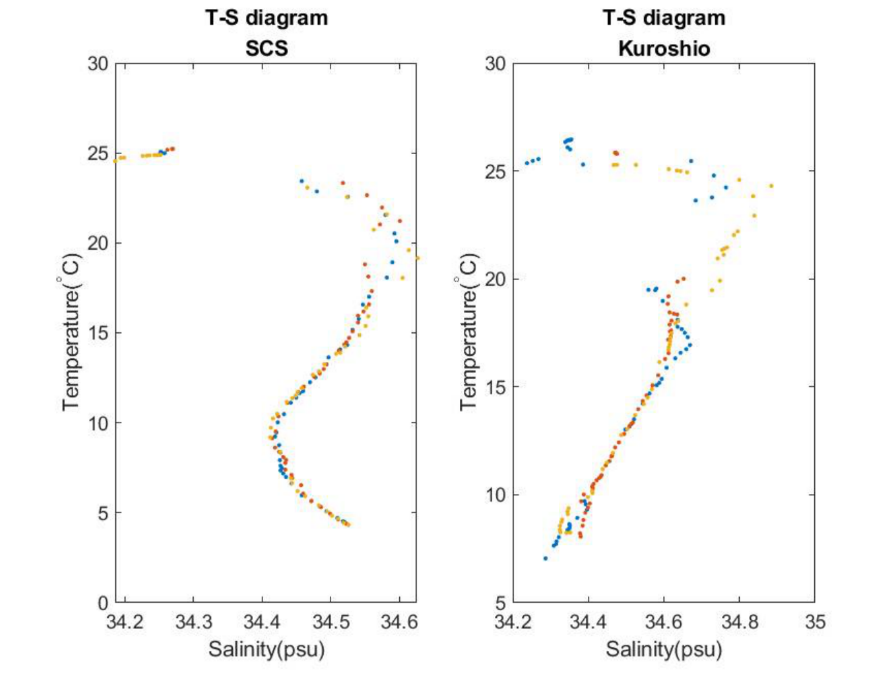 T-S diagram
SCS
30
25
20
15
10
5
0
34.2 34.3 34.4 34.5 34.6
Temperature(°C)
Salinity(psu)
T-S diagram
Kuroshio
30
25
20
15
10
5
34.2 34.4 34.6 34.8 35
Temperature(°C)
Salinity(psu)